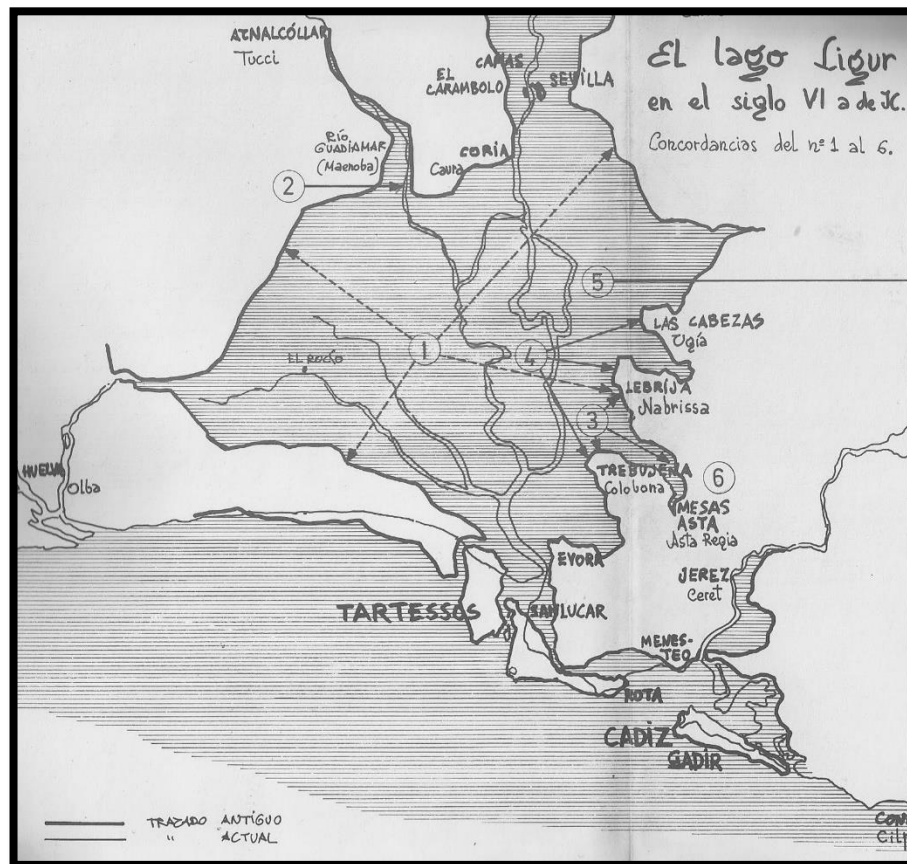 AZNALCÓLLAR
Tucci
CAMAS
EL
CARAMBOLO
SEVILLA
El lago Ligur
en el siglo VI a de JC.
Concordancias del nº 1 al 6.
RÍO
GUADIAMAR
(Maenoba)
CORIA
Caura
2
5
LAS CABEZAS
Ugía
1
4
EL ROCÍO
LEBRIJA
Nabrissa
3
HUELVA
Olba
TREBUJENA
Colobona
6
MESAS
ASTA
Asta Regia
EVORA
JEREZ
Ceret
TARTESSOS
SANLUCAR
MENES-
TEO
ROTA
CADIZ
GADIR
TRAZADO ANTIGUO
" ACTUAL